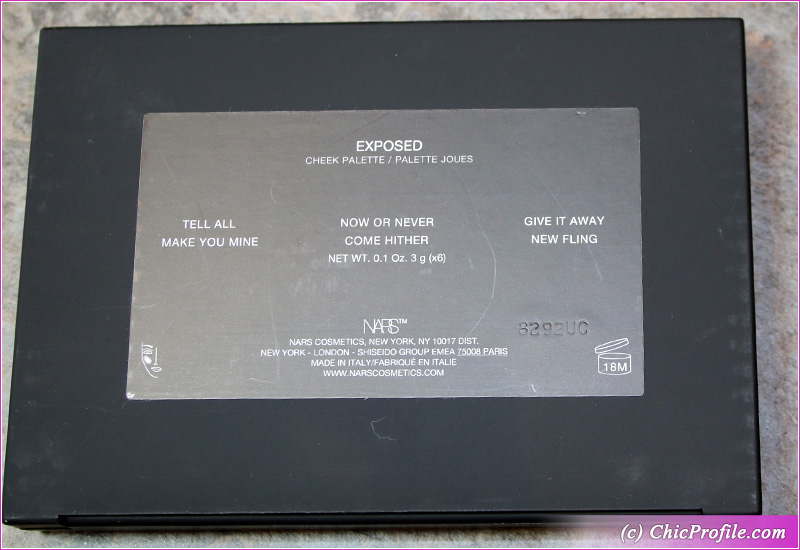 EXPOSED
CHEEK PALETTE / PALETTE JOUES
TELL ALL NOW OR NEVER GIVE IT AWAY
MAKE YOU MINE COME HITHER NEW FLING
NET WT. 0.1 Oz. 3 g (x6)
NARS™
8292UC
NARS COSMETICS, NEW YORK, NY 10017 DIST.
NEW YORK - LONDON - SHISEIDO GROUP EMEA 75008 PARIS
MADE IN ITALY/FABRIQUÉ EN ITALIE
WWW.NARSCOSMETICS.COM
18M
(c) ChicProfile.com